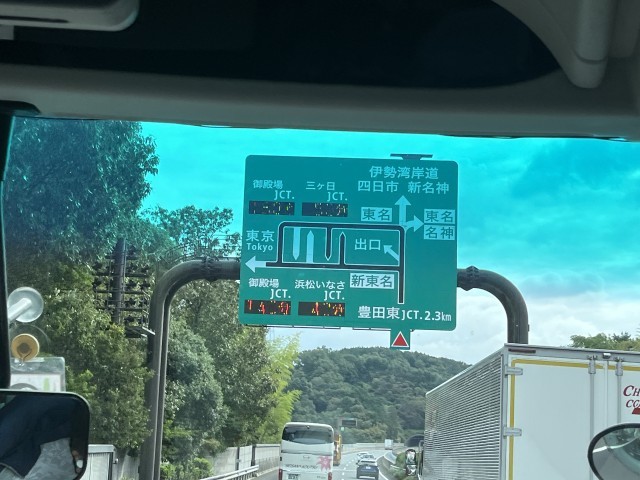 伊勢湾岸道
四日市 新名神
御殿場
JCT.
三ヶ日
JCT.
東名
東名
名神
東京
Tokyo
出口
新東名
御殿場
JCT.
浜松いなさ
JCT.
豊田東JCT.2.3km